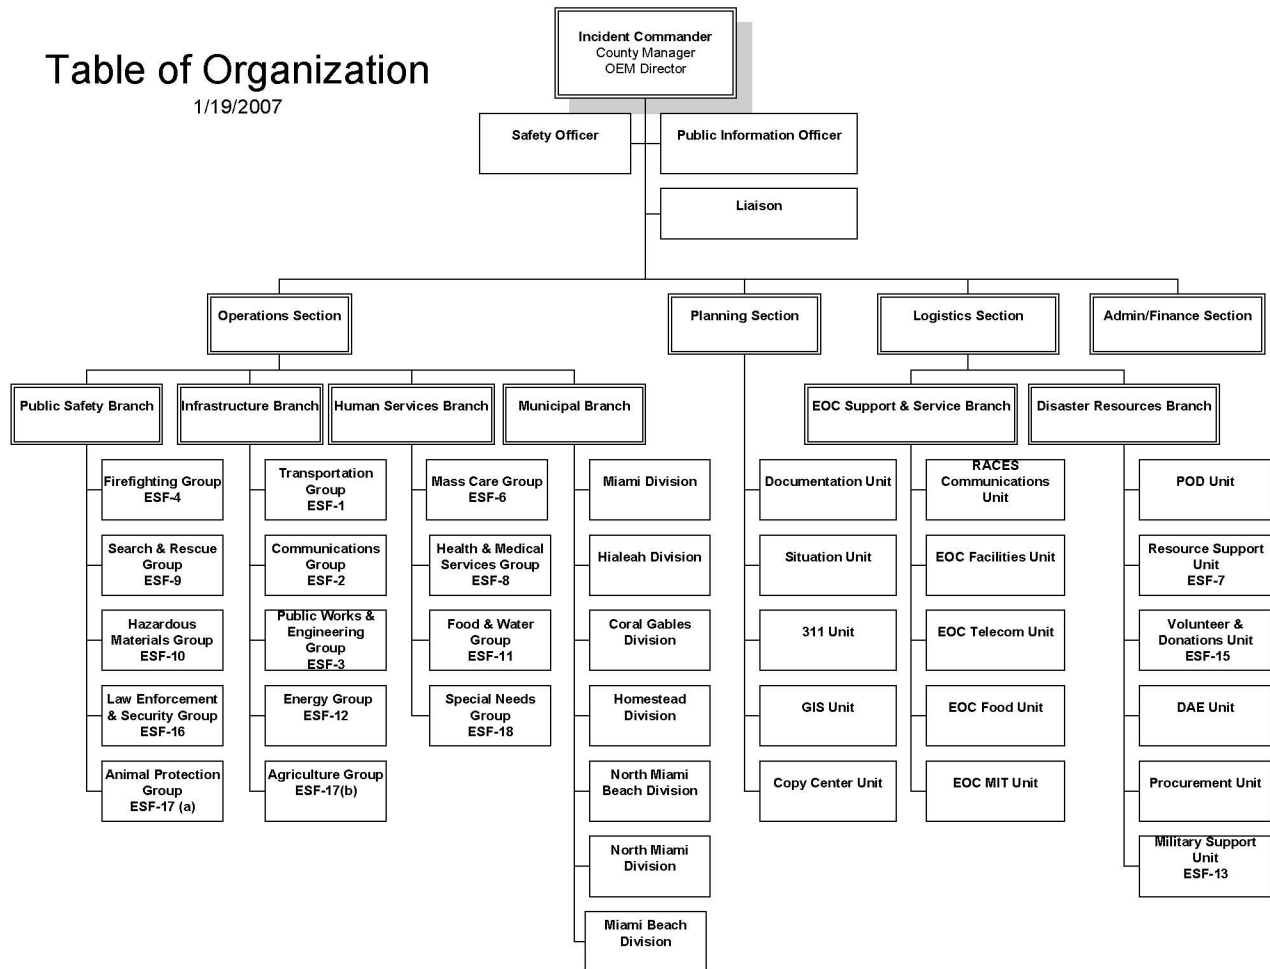 Table of Organization
1/19/2007
Incident Commander
County Manager
OEM Director
Safety Officer
Public Information Officer
Liaison
Operations Section
Planning Section
Logistics Section
Admin/Finance Section
Public Safety Branch
Infrastructure Branch
Human Services Branch
Municipal Branch
EOC Support & Service Branch
Disaster Resources Branch
Firefighting Group
ESF-4
Search & Rescue
Group
ESF-9
Hazardous
Materials Group
ESF-10
Law Enforcement
& Security Group
ESF-16
Animal Protection
Group
ESF-17 (a)
Transportation
Group
ESF-1
Communications
Group
ESF-2
Public Works &
Engineering
Group
ESF-3
Energy Group
ESF-12
Agriculture Group
ESF-17(b)
Mass Care Group
ESF-6
Health & Medical
Services Group
ESF-8
Food & Water
Group
ESF-11
Special Needs
Group
ESF-18
Miami Division
Hialeah Division
Coral Gables
Division
Homestead
Division
North Miami
Beach Division
North Miami
Division
Miami Beach
Division
Documentation Unit
Situation Unit
311 Unit
GIS Unit
Copy Center Unit
RACES
Communications
Unit
EOC Facilities Unit
EOC Telecom Unit
EOC Food Unit
EOC MIT Unit
POD Unit
Resource Support
Unit
ESF-7
Volunteer &
Donations Unit
ESF-15
DAE Unit
Procurement Unit
Military Support
Unit
ESF-13